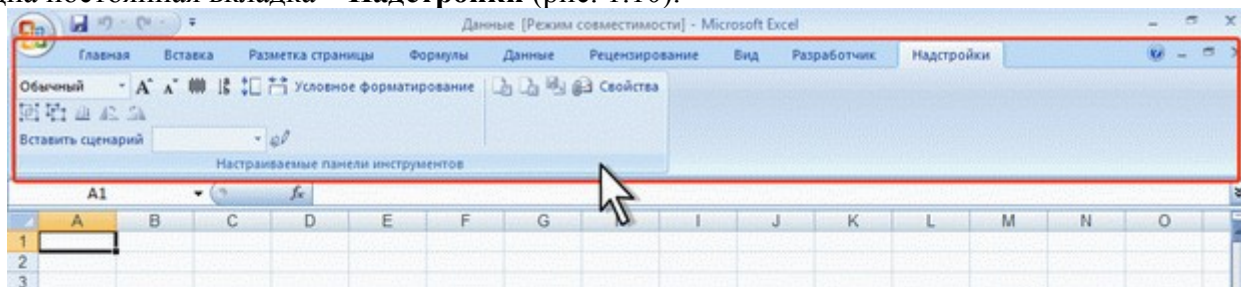 дна постоянная вкладка – Надстройки (рис. 1.10).
Данные [Режим совместимости] - Microsoft Excel
Главная Вставка Разметка страницы Формулы Данные Рецензирование Вид Разработчик Надстройки
Обычный Условное форматирование Свойства
Вставить сценарий
Настраиваемые панели инструментов
A1 fx
A B C D E F G I J K L M N O
1
2
3